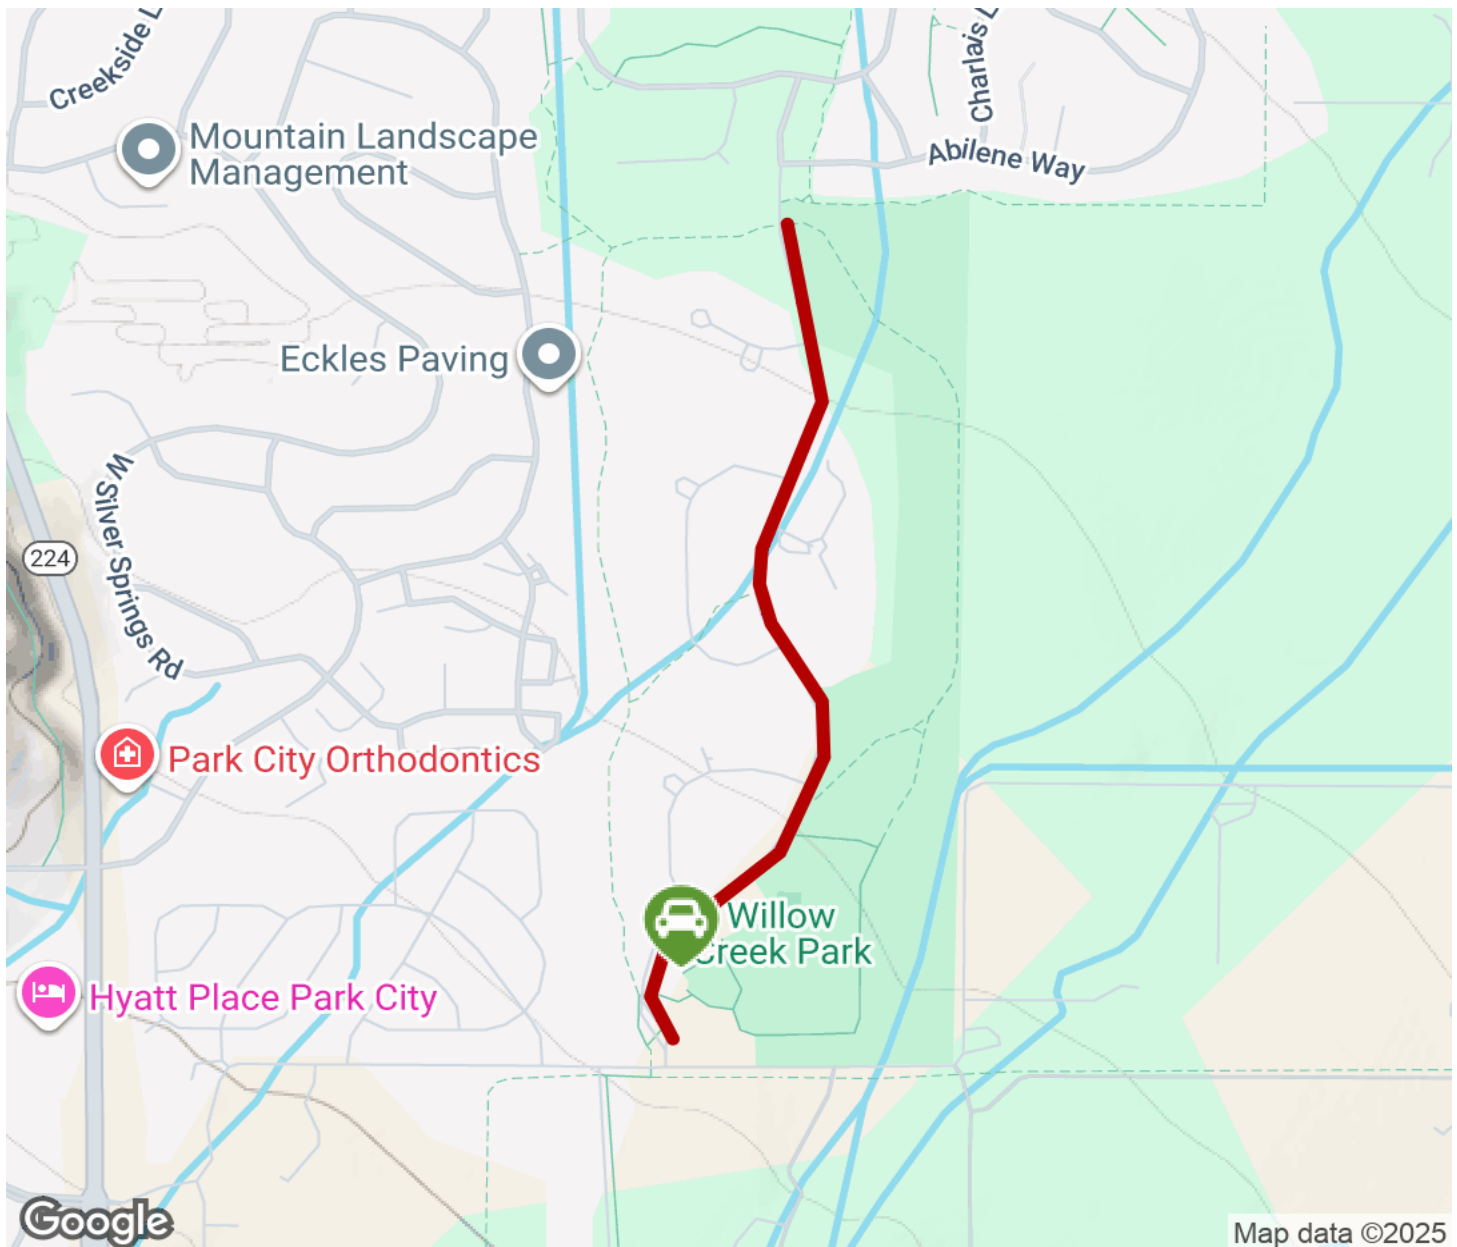 Creekside L
Charlais L
Mountain Landscape
Management
Abilene Way
Eckles Paving
W Silver Springs Rd
224
Park City Orthodontics
Willow
Creek Park
Hyatt Place Park City
Google
Map data ©2025